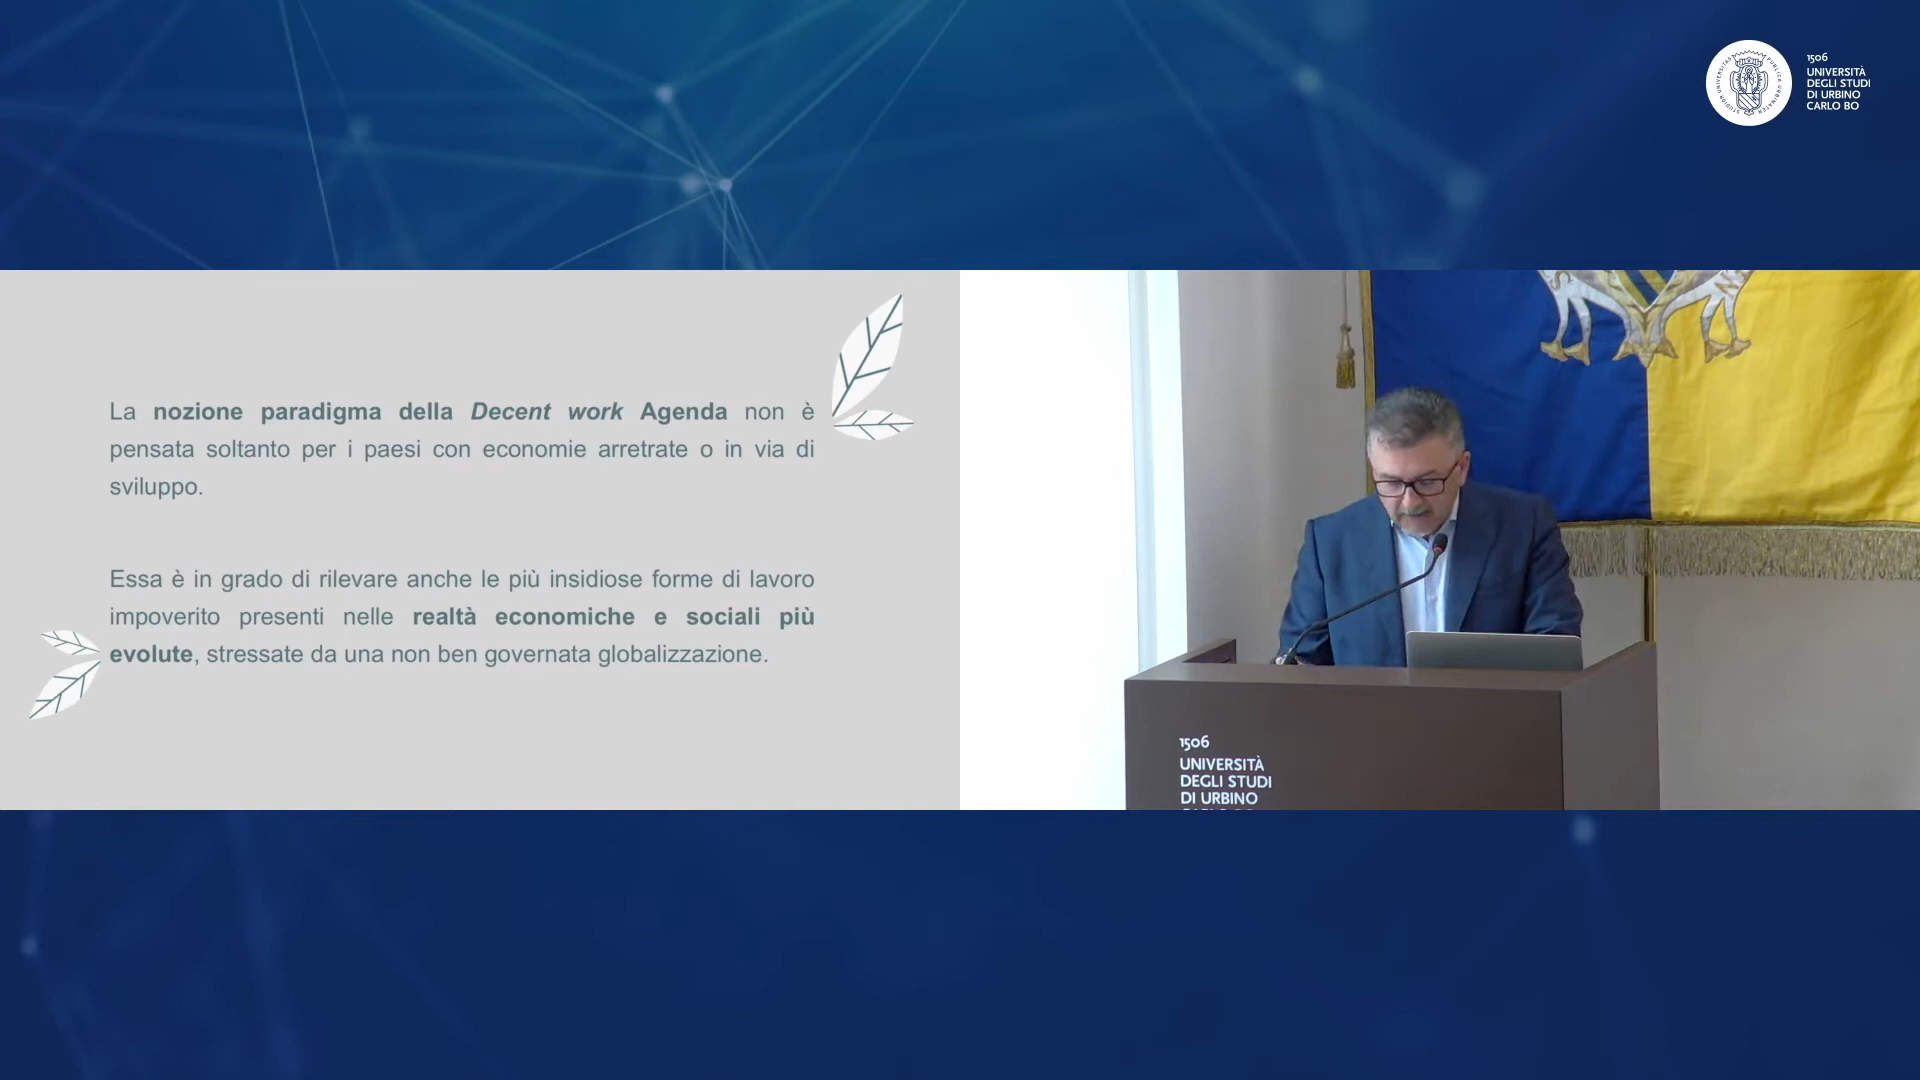 1506
UNIVERSITÀ
DEGLI STUDI
DI URBINO
CARLO BO
La nozione paradigma della Decent work Agenda non è
pensata soltanto per i paesi con economie arretrate o in via di
sviluppo.
Essa è in grado di rilevare anche le più insidiose forme di lavoro
impoverito presenti nelle realtà economiche e sociali più
evolute, stressate da una non ben governata globalizzazione.
1506
UNIVERSITÀ
DEGLI STUDI
DI URBINO